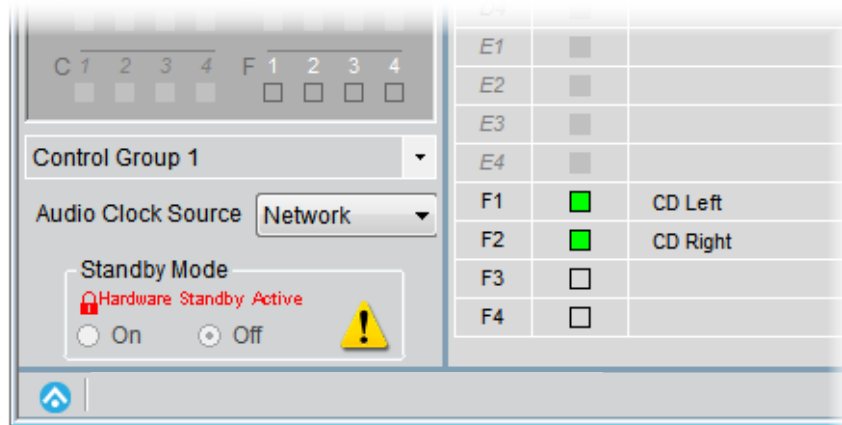 C 1 2 3 4 F 1 2 3 4
Control Group 1
Audio Clock Source Network
Standby Mode
Hardware Standby Active
On Off
E1
E2
E3
E4
F1 CD Left
F2 CD Right
F3
F4